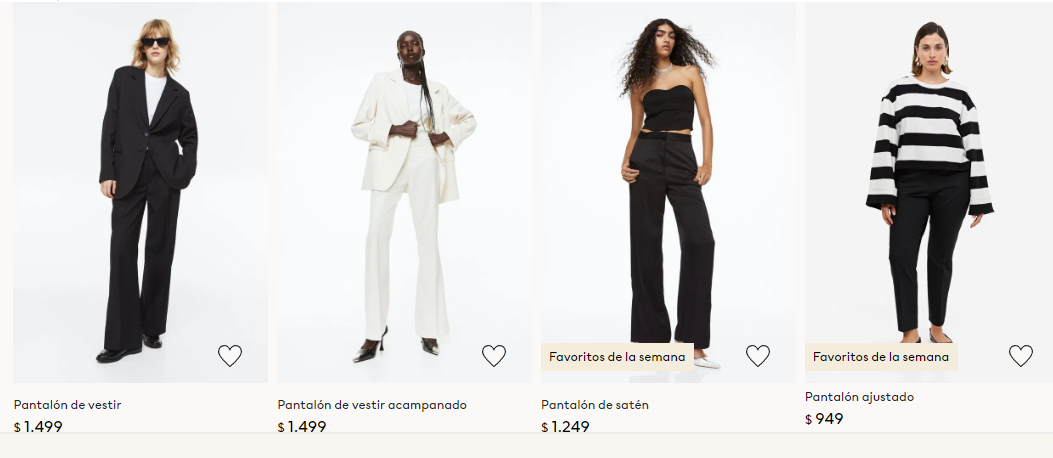 Favoritos de la semana
Favoritos de la semana
Pantalón de vestir
$ 1.499
Pantalón de vestir acampanado
$ 1.499
Pantalón de satén
$ 1.249
Pantalón ajustado
$ 949